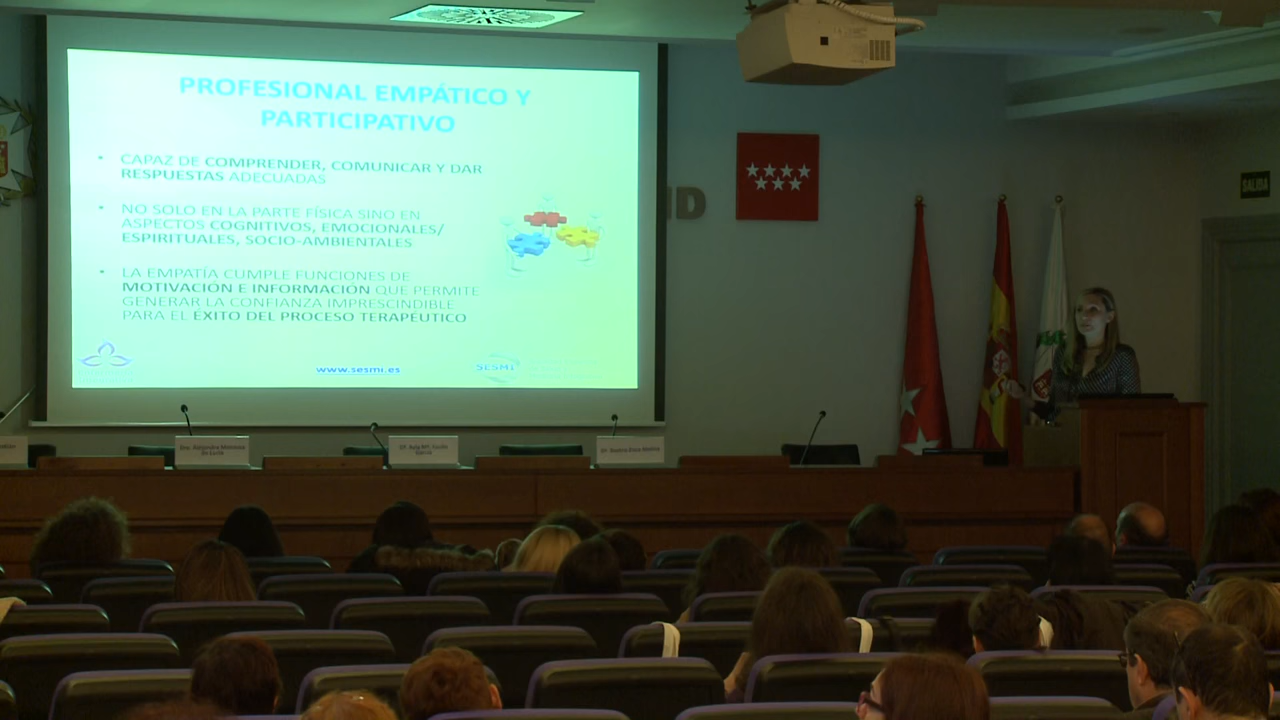 PROFESIONAL EMPÁTICO Y
PARTICIPATIVO
• CAPAZ DE COMPRENDER, COMUNICAR Y DAR
RESPUESTAS ADECUADAS
• NO SOLO EN LA PARTE FÍSICA SINO EN
ASPECTOS COGNITIVOS, EMOCIONALES/
ESPIRITUALES, SOCIO-AMBIENTALES
• LA EMPATÍA CUMPLE FUNCIONES DE
MOTIVACIÓN E INFORMACIÓN QUE PERMITE
GENERAR LA CONFIANZA IMPRESCINDIBLE
PARA EL ÉXITO DEL PROCESO TERAPÉUTICO
www.sesmi.es
SESMI
ID
SALIDA